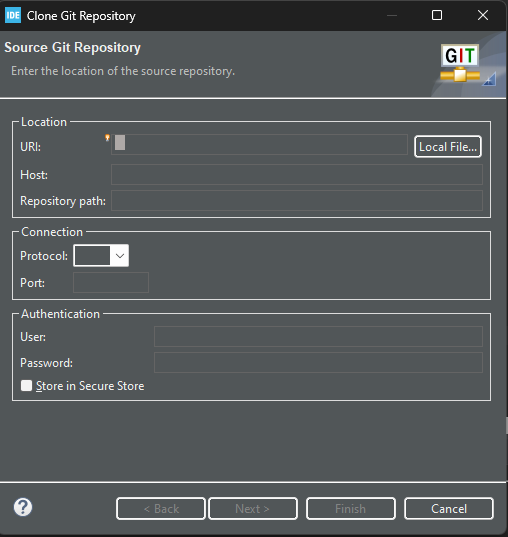 IDE Clone Git Repository
Source Git Repository
Enter the location of the source repository.
GIT
Location
URI:
Local File...
Host:
Repository path:
Connection
Protocol:
Port:
Authentication
User:
Password:
Store in Secure Store
? < Back Next > Finish Cancel